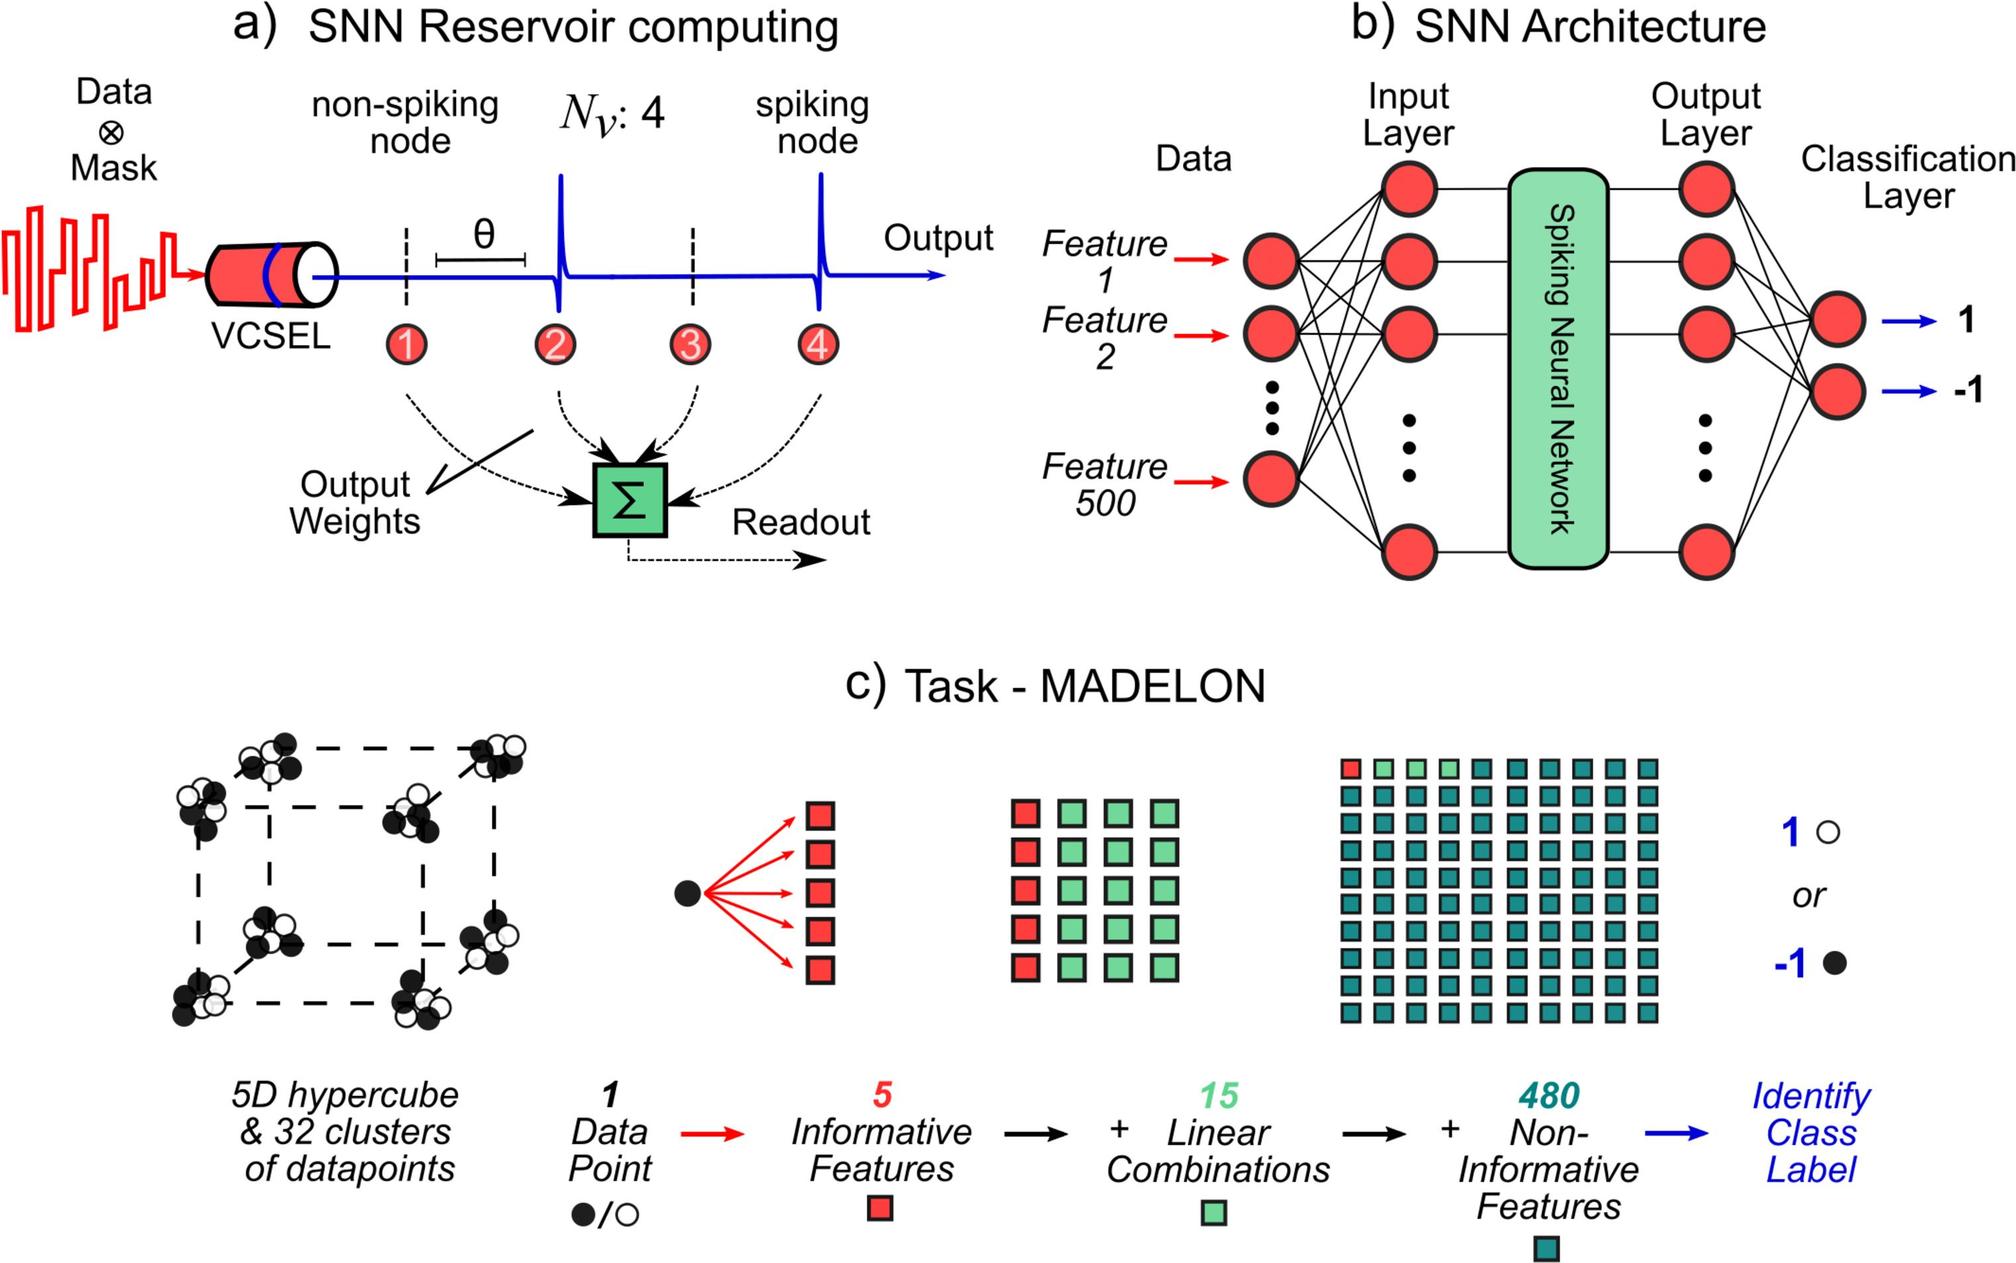 a) SNN Reservoir computing
Data
⊗
Mask
non-spiking
node
Nᵥ: 4
spiking
node
θ
Output
VCSEL
1
2
3
4
Output
Weights
Σ
Readout
b) SNN Architecture
Input
Layer
Output
Layer
Data
Classification
Layer
Feature
1
Feature
2
Feature
500
Spiking Neural Network
1
-1
c) Task - MADELON
1
or
-1
5D hypercube
& 32 clusters
of datapoints
1
Data
Point
/
5
Informative
Features
15
+ Linear
Combinations
480
+ Non-
Informative
Features
Identify
Class
Label